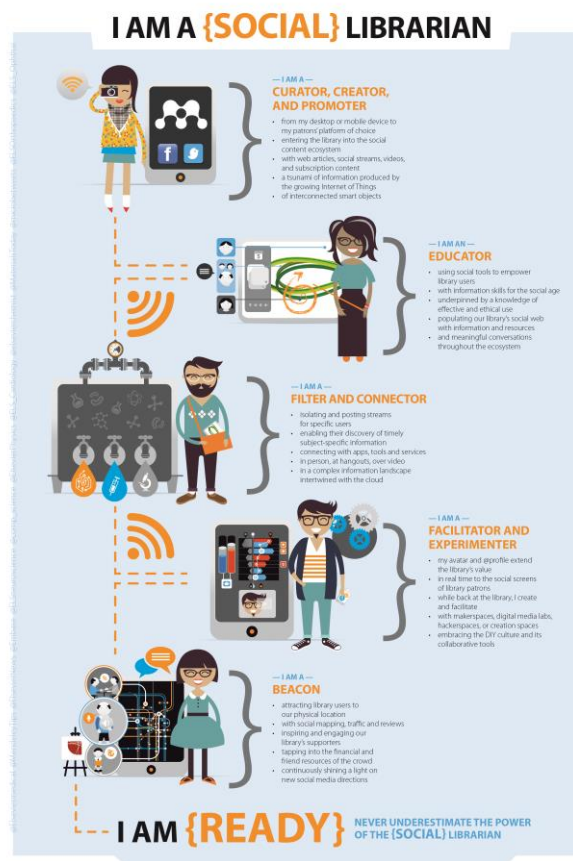 I AM A {SOCIAL} LIBRARIAN
— I AM A —
CURATOR, CREATOR,
AND PROMOTER
• from my desktop or mobile device to
my patrons' platform of choice
• entering the library into the social
content ecosystem
• with web articles, social streams, videos,
and subscription content
• a tsunami of information produced by
the growing Internet of Things
• of interconnected smart objects
f
— I AM AN —
EDUCATOR
• using social tools to empower
library users
• with information skills for the social age
• underpinned by a knowledge of
effective and ethical use
• populating our library's social web
with information and resources
• and meaningful conversations
throughout the ecosystem
— I AM A —
FILTER AND CONNECTOR
• isolating and posting streams
for specific users
• enabling their discovery of timely
subject-specific information
• connecting with apps, tools and services
• in person, at hangouts, over video
• in a complex information landscape
intertwined with the cloud
— I AM A —
FACILITATOR AND
EXPERIMENTER
• my avatar and @profile extend
the library's value
• in real time to the social screens
of library patrons
• while back at the library, I create
and facilitate
• with makerspaces, digital media labs,
hackerspaces, or creation spaces
• embracing the DIY culture and its
collaborative tools
— I AM A —
BEACON
• attracting library users to
our physical location
• with social mapping, traffic and reviews
• inspiring and engaging our
library's supporters
• tapping into the financial and
friend resources of the crowd
• continuously shining a light on
new social media directions
I AM {READY}
NEVER UNDERESTIMATE THE POWER
OF THE {SOCIAL} LIBRARIAN